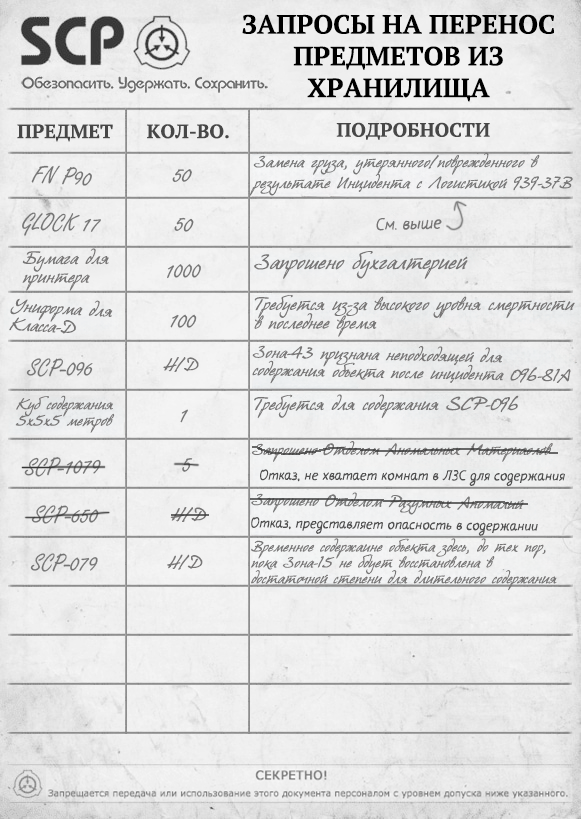 SCP
Обезопасить. Удержать. Сохранить.
ЗАПРОСЫ НА ПЕРЕНОС
ПРЕДМЕТОВ ИЗ
ХРАНИЛИЩА
ПРЕДМЕТ КОЛ-ВО. ПОДРОБНОСТИ
FN P90 50 Замена груза, утерянного/поврежденного в
результате Инцидента с Логистикой 939-37B
GLOCK 17 50 См. выше
Бумага для
принтера 1000 Запрошено бухгалтерией
Униформа для
Класса-D 100 Требуется из-за высокого уровня смертности
в последнее время
SCP-096 Н/Д Зона-43 признана неподходящей для
содержания объекта после инцидента 096-81А
Куб содержания
5x5x5 метров 1 Требуется для содержания SCP-096
SCP-1079 5 Запрошено Отделом Аномальных Материалов
Отказ, не хватает комнат в ЛЗС для содержания
SCP-650 Н/Д Запрошено Отделом Разумных Аномалий
Отказ, представляет опасность в содержании
SCP-079 Н/Д Временное содержание объекта здесь, до тех пор,
пока Зона-15 не будет восстановлена в
достаточной степени для длительного содержания
СЕКРЕТНО!
Запрещается передача или использование этого документа персоналом с уровнем допуска ниже указанного.